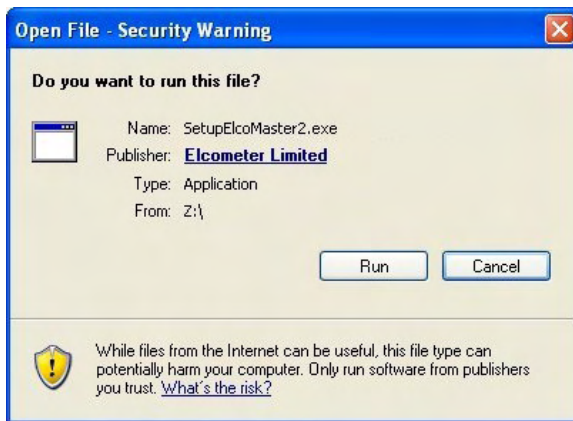 Open File - Security Warning
Do you want to run this file?
Name: SetupElcoMaster2.exe
Publisher: Elcometer Limited
Type: Application
From: Z:\
Run Cancel
While files from the Internet can be useful, this file type can
potentially harm your computer. Only run software from publishers
you trust. What's the risk?